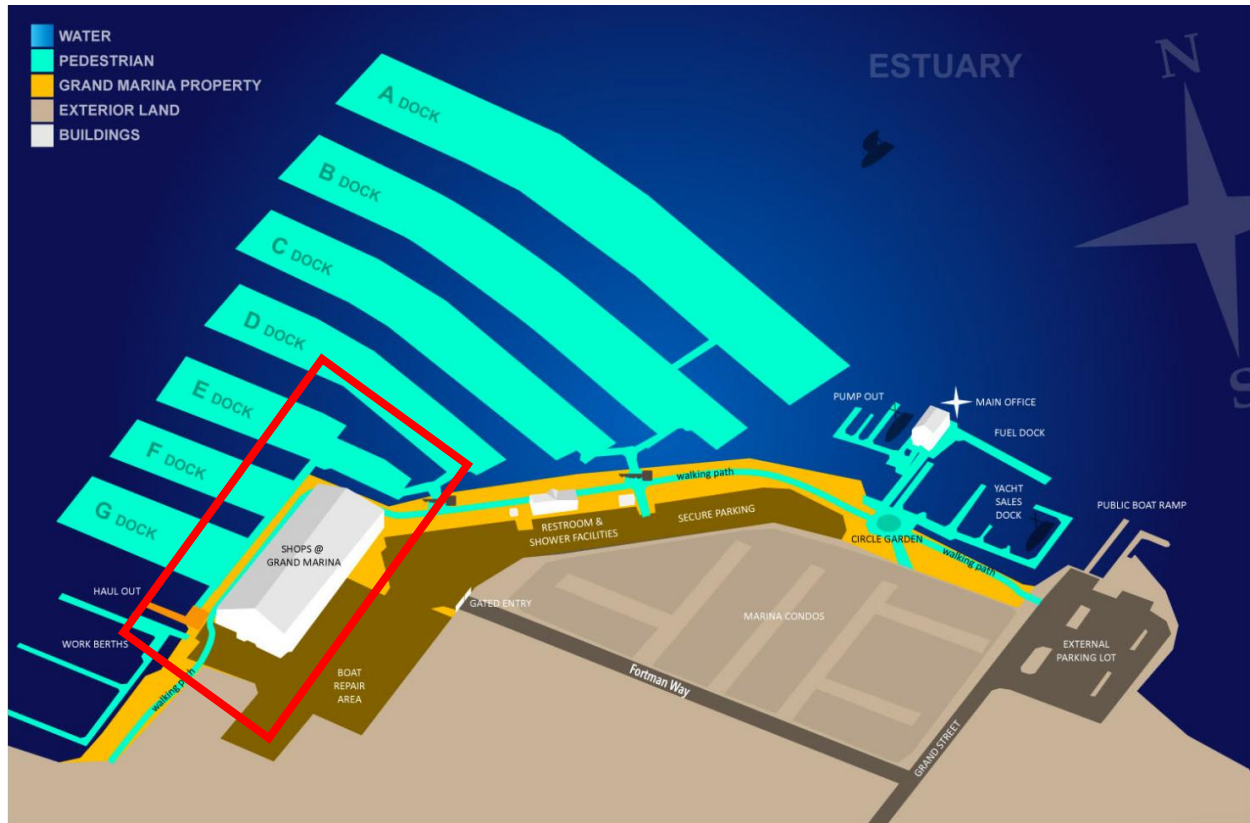 WATER
PEDESTRIAN
GRAND MARINA PROPERTY
EXTERIOR LAND
BUILDINGS
ESTUARY
N
S
A DOCK
B DOCK
C DOCK
D DOCK
E DOCK
F DOCK
G DOCK
PUMP OUT
MAIN OFFICE
FUEL DOCK
YACHT
SALES
DOCK
PUBLIC BOAT RAMP
walking path
RESTROOM &
SHOWER FACILITIES
SECURE PARKING
CIRCLE GARDEN
walking path
SHOPS @
GRAND MARINA
HAUL OUT
WORK BERTHS
walking path
GATED ENTRY
MARINA CONDOS
EXTERNAL
PARKING LOT
BOAT
REPAIR
AREA
Fortman Way
GRAND STREET